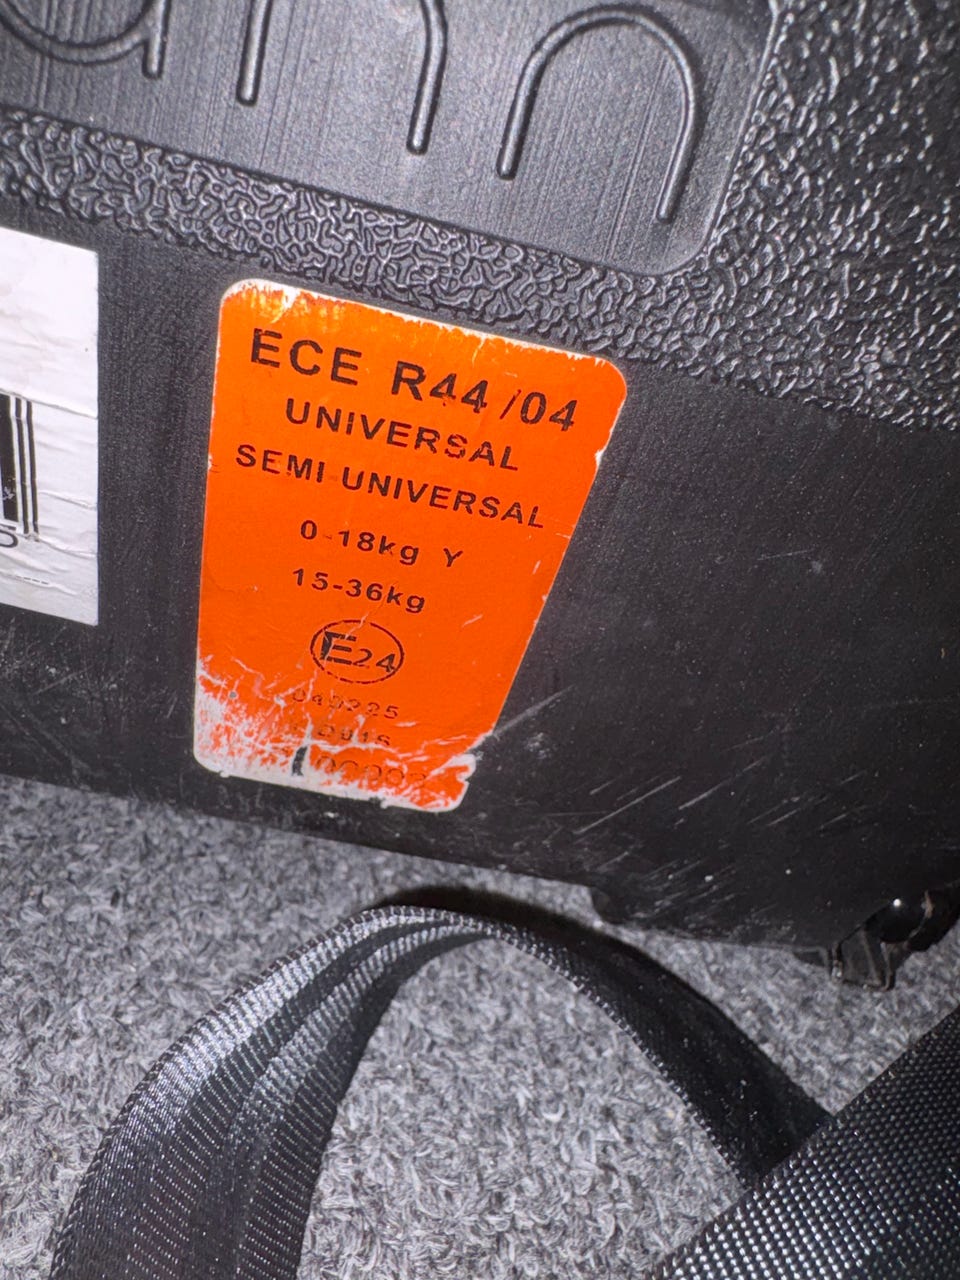 ECE R44 /04
UNIVERSAL
SEMI UNIVERSAL
0-18kg Y
15-36kg
E24